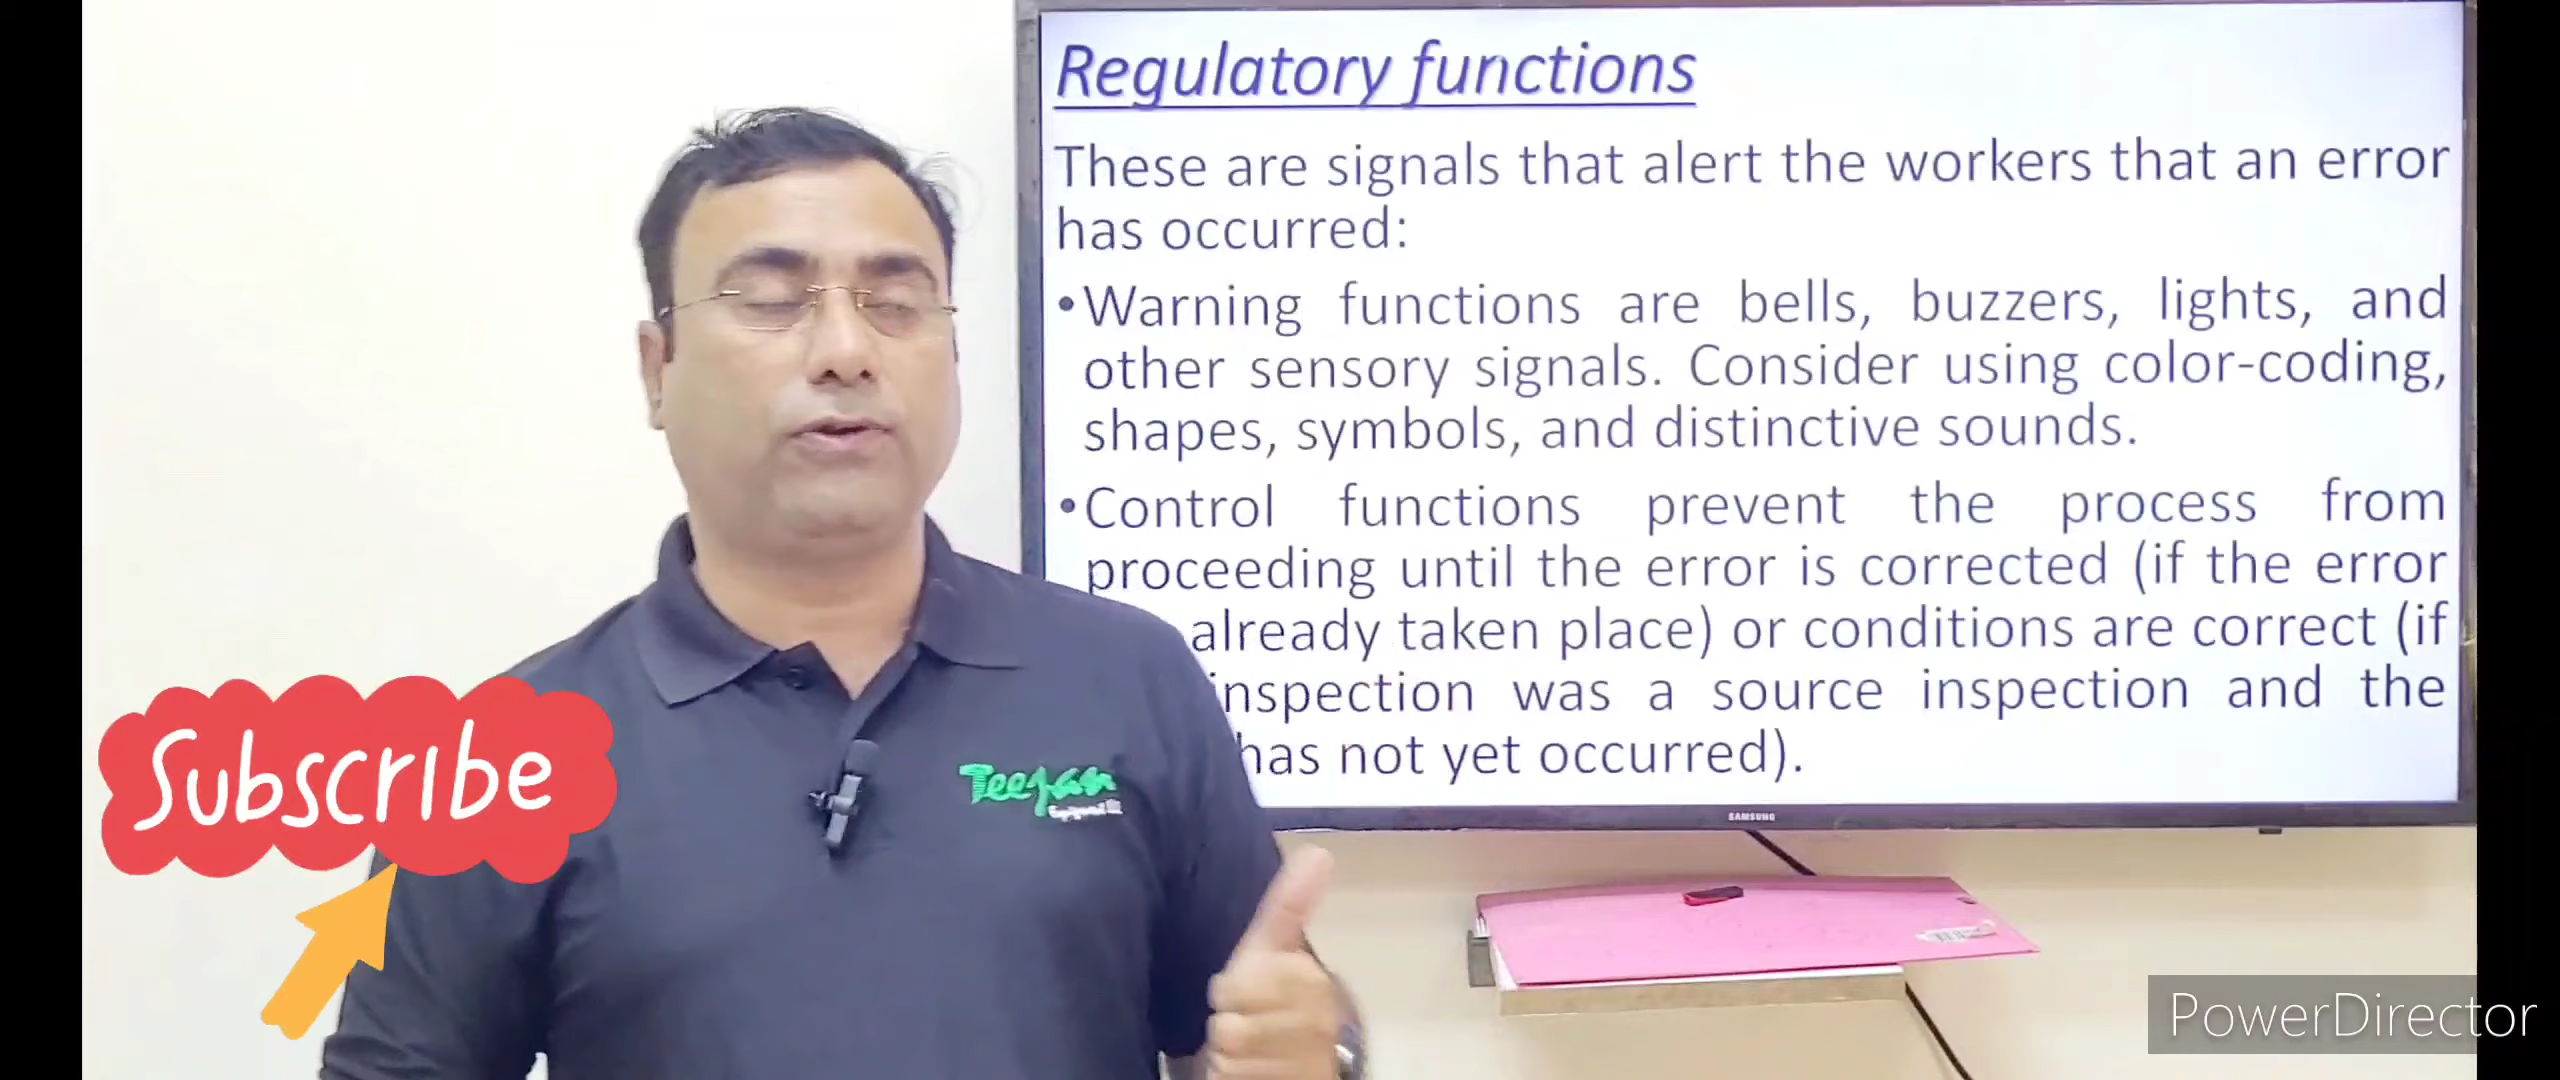 Regulatory functions
These are signals that alert the workers that an error
has occurred:
•Warning functions are bells, buzzers, lights, and
other sensory signals. Consider using color-coding,
shapes, symbols, and distinctive sounds.
•Control functions prevent the process from
proceeding until the error is corrected (if the error
already taken place) or conditions are correct (if
inspection was a source inspection and the
has not yet occurred).
SAMSUNG
Subscribe
Teejan
PowerDirector